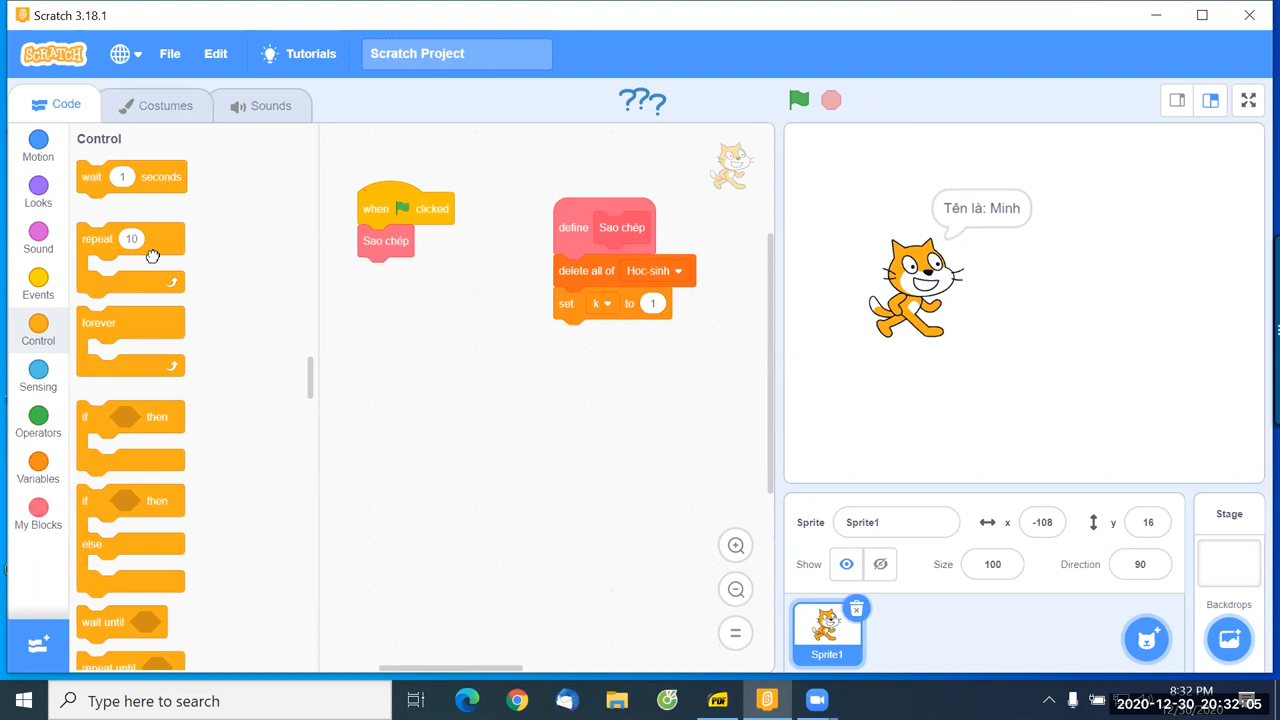 Scratch 3.18.1
SCRATCH
File
Edit
Tutorials
Scratch Project
Code
Costumes
Sounds
???
Motion
Looks
Sound
Events
Control
Sensing
Operators
Variables
My Blocks
Control
wait 1 seconds
repeat 10
forever
if then
if then
else
wait until
repeat until
when clicked
Sao chép
define Sao chép
delete all of Hoc-sinh
set k to 1
Tên là: Minh
Sprite Sprite1 x -108 y 16
Show Size 100 Direction 90
Sprite1
Stage
Backdrops
Type here to search
PDF
8:32 PM
2020-12-30 20:32:05